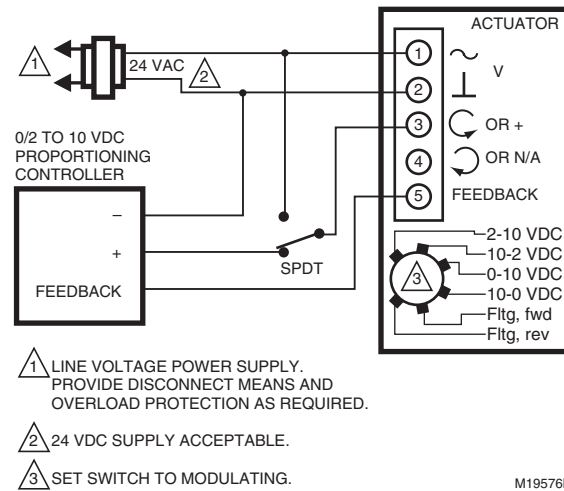 ACTUATOR
1
24 VAC
2
1
V
2
3
OR +
4
OR N/A
5
FEEDBACK
0/2 TO 10 VDC
PROPORTIONING
CONTROLLER
–
+
FEEDBACK
SPDT
3
2-10 VDC
10-2 VDC
0-10 VDC
10-0 VDC
Fltg, fwd
Fltg, rev
1 LINE VOLTAGE POWER SUPPLY.
PROVIDE DISCONNECT MEANS AND
OVERLOAD PROTECTION AS REQUIRED.
2 24 VDC SUPPLY ACCEPTABLE.
3 SET SWITCH TO MODULATING.